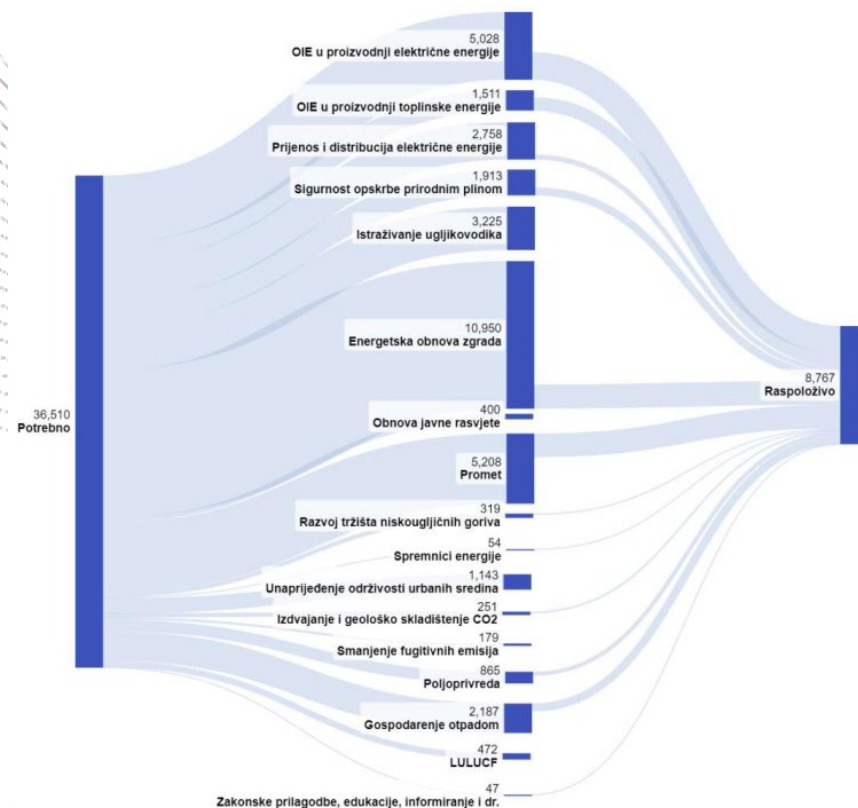 5,028
OIE u proizvodnji električne energije
1,511
OIE u proizvodnji toplinske energije
2,758
Prijenos i distribucija električne energije
1,913
Sigurnost opskrbe prirodnim plinom
3,225
Istraživanje ugljikovodika
10,950
Energetska obnova zgrada
8,767
Raspoloživo
36,510
Potrebno
400
Obnova javne rasvjete
5,208
Promet
319
Razvoj tržišta niskougljičnih goriva
54
Spremnici energije
1,143
Unaprijeđenje održivosti urbanih sredina
251
Izdvajanje i geološko skladištenje CO2
179
Smanjenje fugitivnih emisija
865
Poljoprivreda
2,187
Gospodarenje otpadom
472
LULUCF
47
Zakonske prilagodbe, edukacije, informiranje i dr.